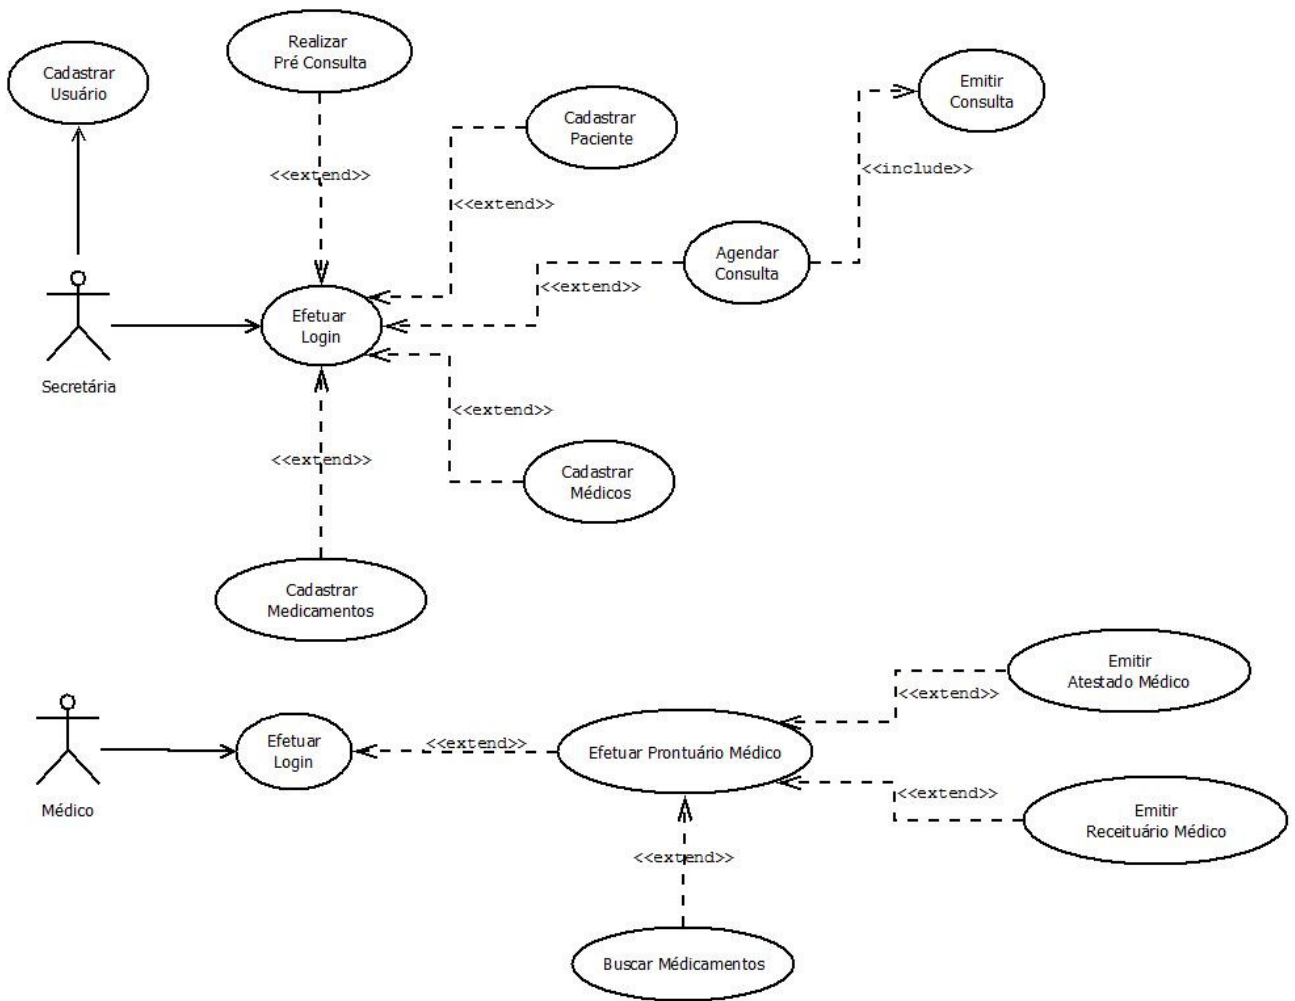 Realizar
Pré Consulta
Cadastrar
Usuário
Emitir
Consulta
Cadastrar
Paciente
<<extend>>
<<include>>
<<extend>>
Agendar
Consulta
<<extend>>
Efetuar
Login
Secretária
<<extend>>
<<extend>>
Cadastrar
Médicos
Cadastrar
Medicamentos
Emitir
Atestado Médico
<<extend>>
Efetuar
Login
<<extend>>
Efetuar Prontuário Médico
Médico
<<extend>>
Emitir
Receituário Médico
<<extend>>
Buscar Médicamentos